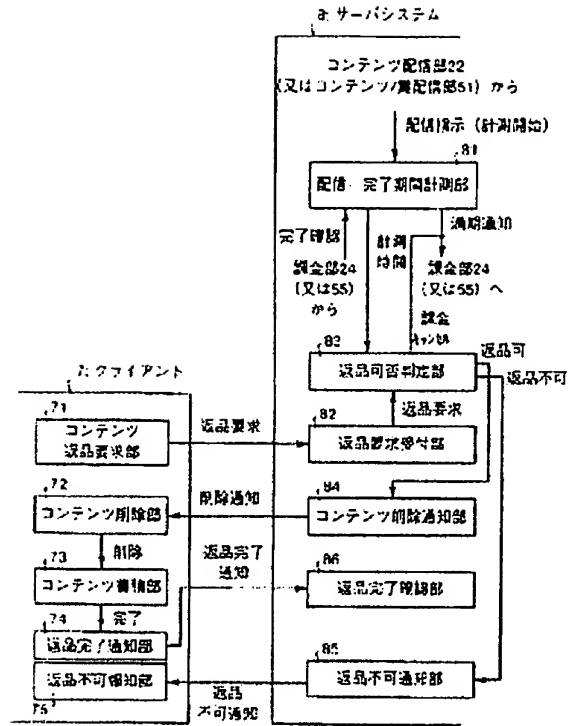 8: サーバシステム
コンテンツ配信部22
(又はコンテンツ/鍵配信部51) から
配信指示 (計測開始)
81
配信・完了期間計測部
完了確認
課金部24
(又は55)
から
計測
時間
満期通知
課金部24
(又は55) へ
課金
キャンセル
83
返品可否判定部
返品可
返品不可
7: クライアント
71
コンテンツ
返品要求部
返品要求
82
返品要求受付部
返品要求
72
コンテンツ削除部
削除通知
84
コンテンツ削除通知部
73
削除
コンテンツ蓄積部
返品完了
通知
86
返品完了確認部
74
完了
返品完了通知部
返品不可報知部
75
返品
不可通知
85
返品不可通知部